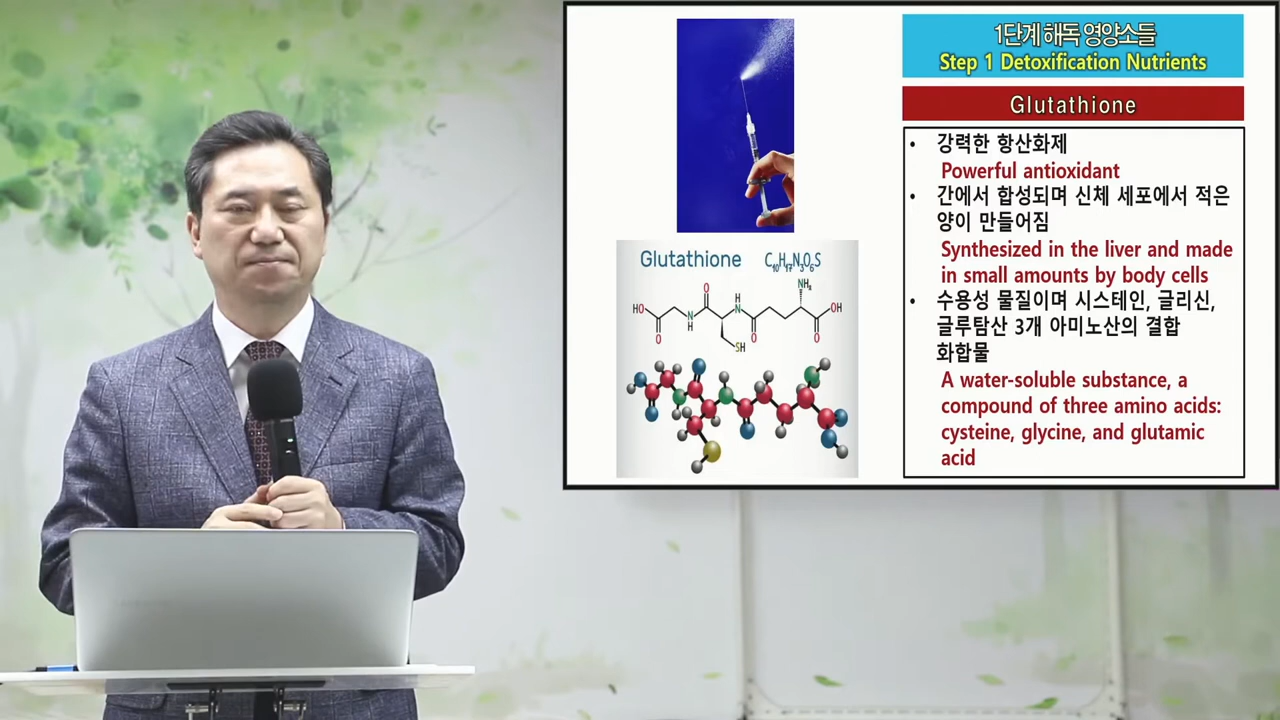 1단계 해독 영양소들
Step 1 Detoxification Nutrients
Glutathione
• 강력한 항산화제
Powerful antioxidant
• 간에서 합성되며 신체 세포에서 적은
양이 만들어짐
Synthesized in the liver and made
in small amounts by body cells
• 수용성 물질이며 시스테인, 글리신,
글루탐산 3개 아미노산의 결합
화합물
A water-soluble substance, a
compound of three amino acids:
cysteine, glycine, and glutamic
acid
Glutathione C₁₀H₁₇N₃O₆S
HO
O
N
H
O
SH
H
N
O
NH₂
O
OH